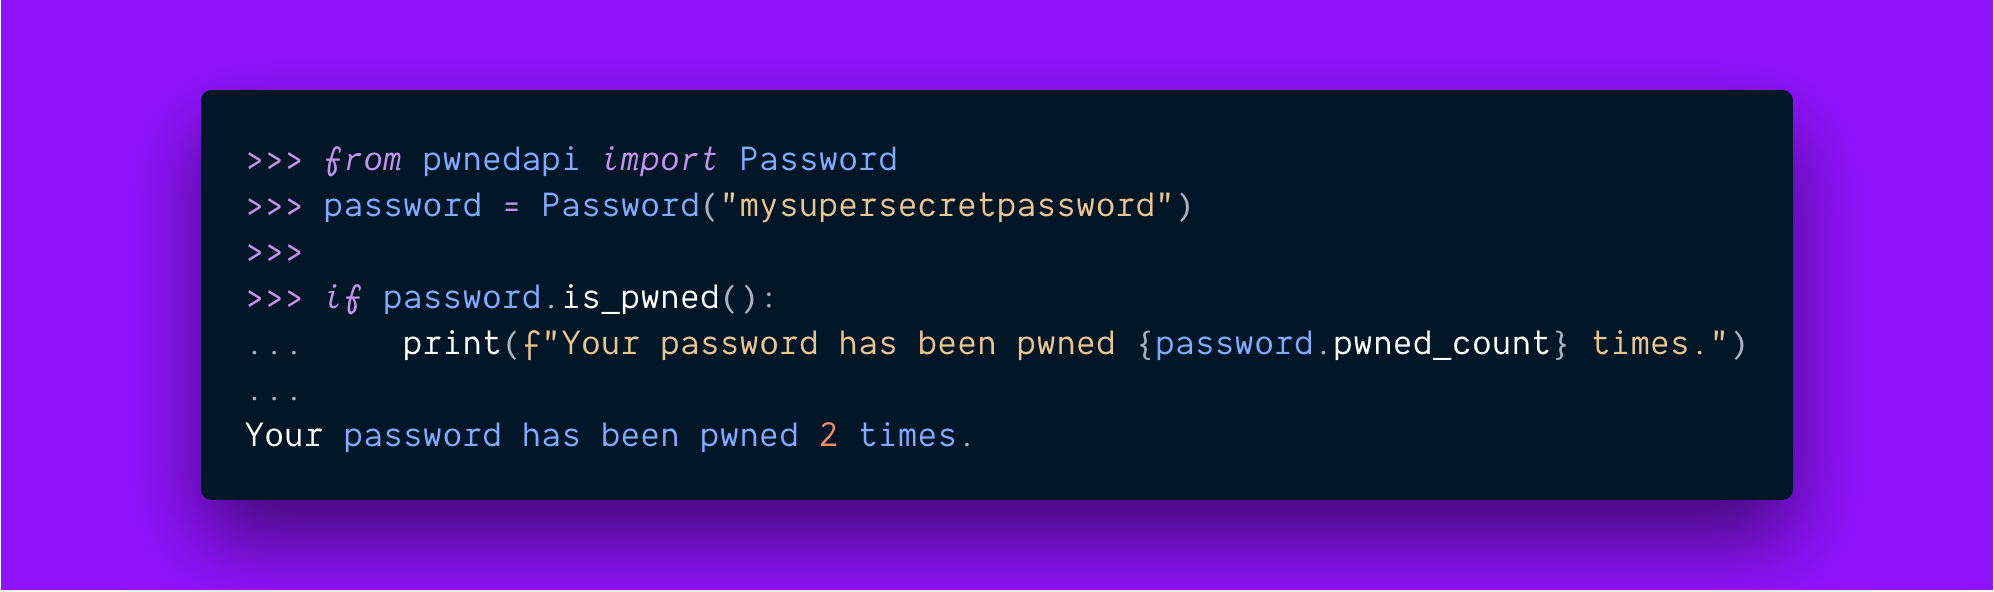 >>> from pwnedapi import Password
>>> password = Password("mysupersecretpassword")
>>>
>>> if password.is_pwned():
...     print(f"Your password has been pwned {password.pwned_count} times.")
...
Your password has been pwned 2 times.